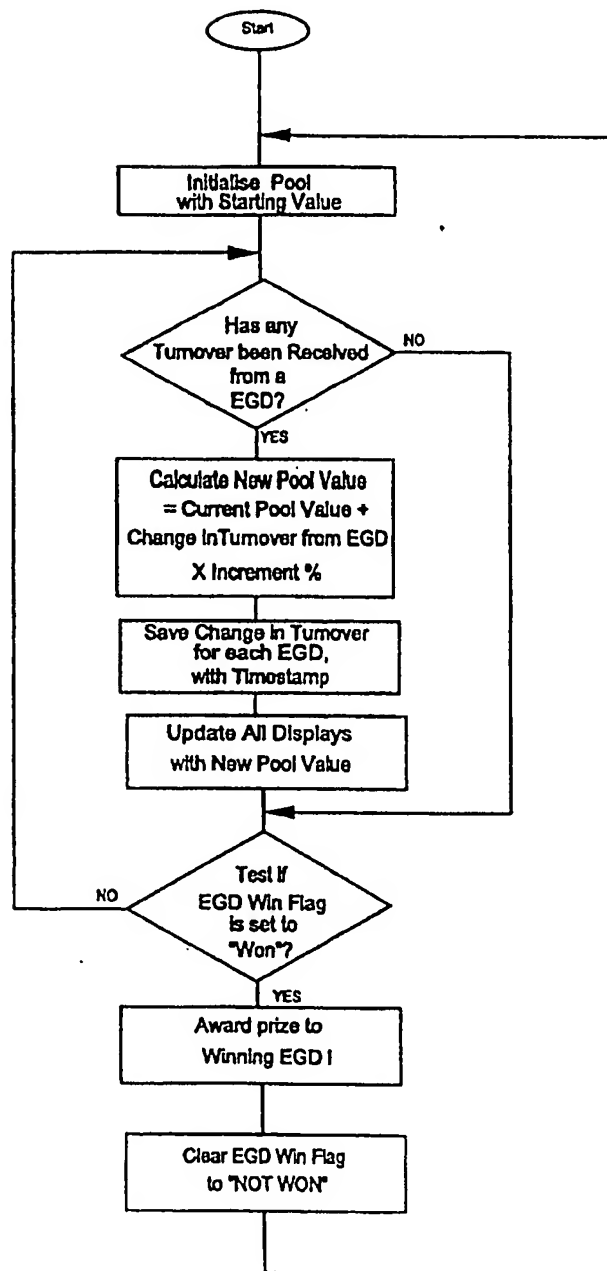 Start
Initialise Pool
with Starting Value
Has any
Turnover been Received
from a
EGD?
NO
YES
Calculate New Pool Value
= Current Pool Value +
Change InTurnover from EGD
X Increment %
Save Change In Turnover
for each EGD,
with Timestamp
Update All Displays
with New Pool Value
Test If
EGD Win Flag
is set to
"Won"?
NO
YES
Award prize to
Winning EGD i
Clear EGD Win Flag
to "NOT WON"